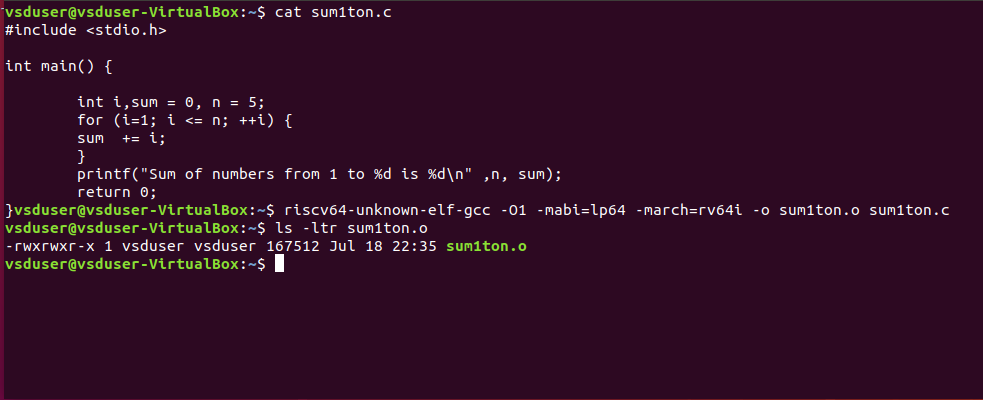 vsduser@vsduser-VirtualBox:~$ cat sum1ton.c
#include <stdio.h>
int main() {
int i,sum = 0, n = 5;
for (i=1; i <= n; ++i) {
sum  += i;
}
printf("Sum of numbers from 1 to %d is %d\n" ,n, sum);
return 0;
}vsduser@vsduser-VirtualBox:~$ riscv64-unknown-elf-gcc -O1 -mabi=lp64 -march=rv64i -o sum1ton.o sum1ton.c
vsduser@vsduser-VirtualBox:~$ ls -ltr sum1ton.o
-rwxrwxr-x 1 vsduser vsduser 167512 Jul 18 22:35 sum1ton.o
vsduser@vsduser-VirtualBox:~$